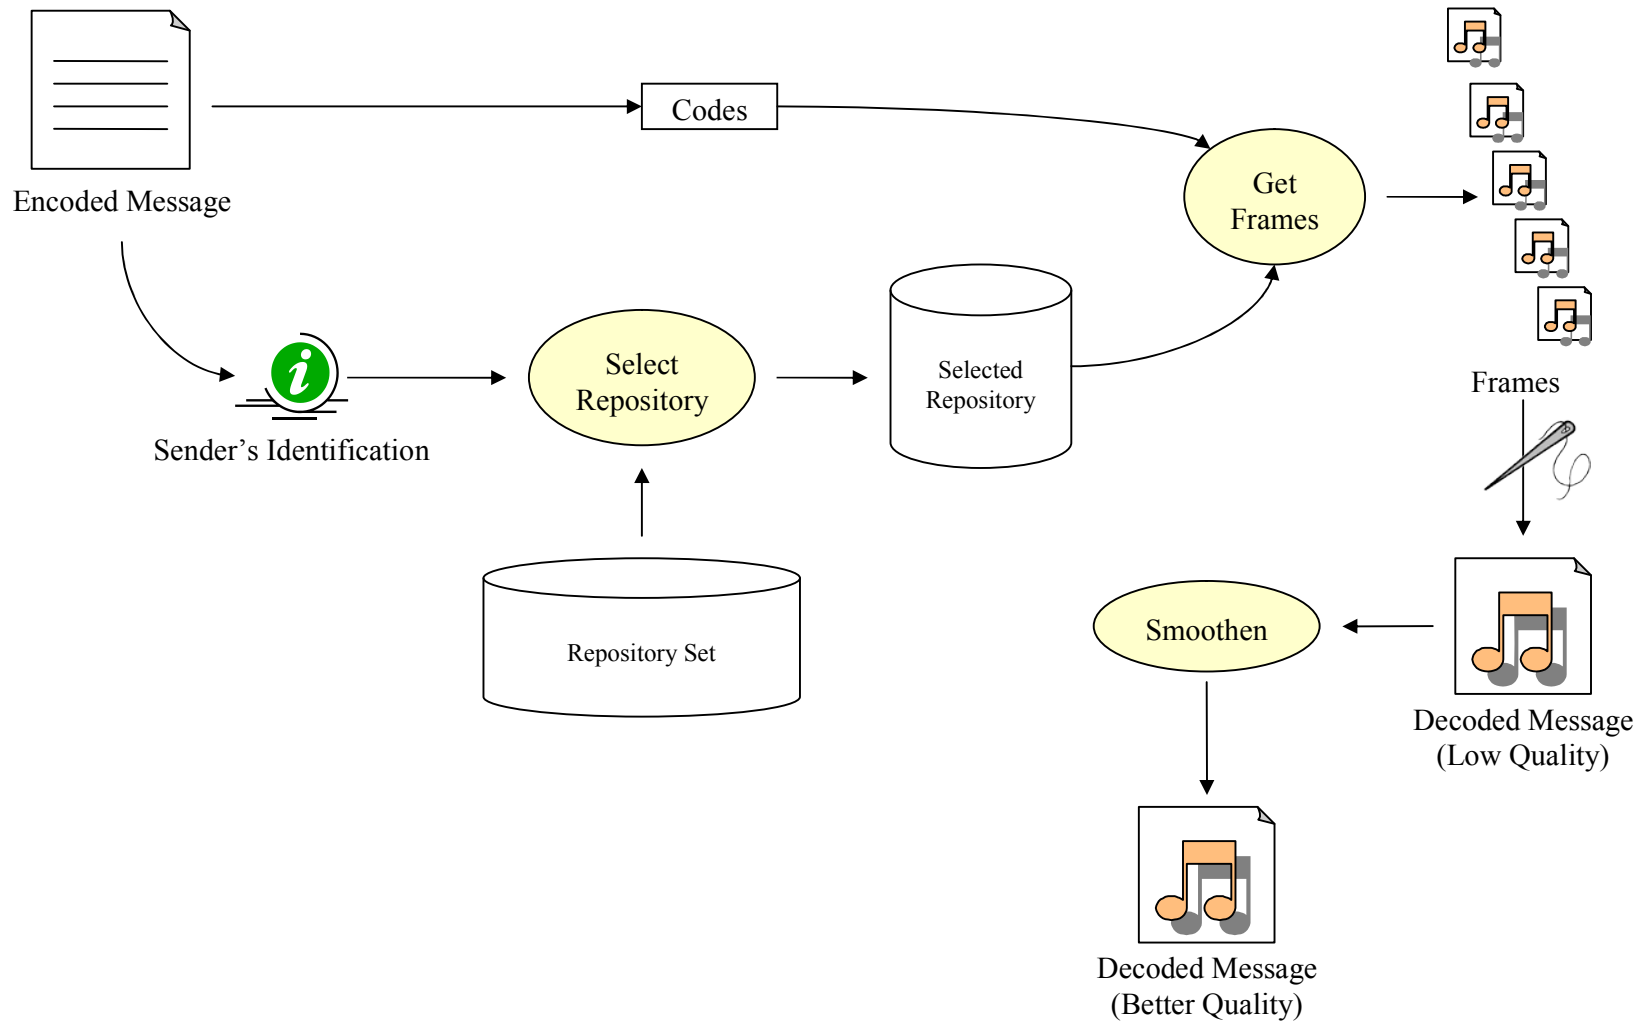 Codes
Encoded Message
Get
Frames
Select
Repository
Selected
Repository
Sender's Identification
Frames
Repository Set
Smoothen
Decoded Message
(Low Quality)
Decoded Message
(Better Quality)